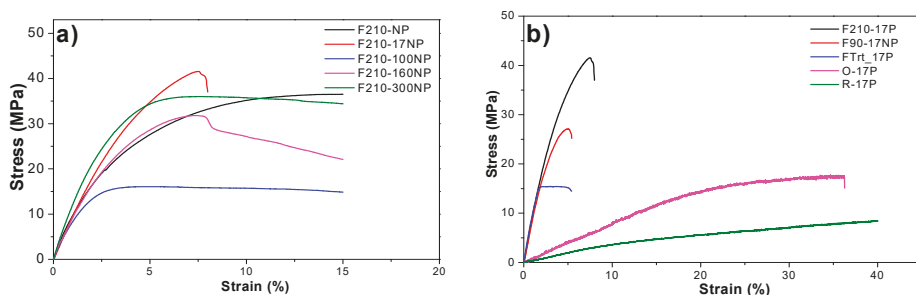 a)
F210-NP
F210-17NP
F210-100NP
F210-160NP
F210-300NP
Stress (MPa)
50
40
30
20
10
0
0 5 10 15 20
Strain (%)
b)
F210-17P
F90-17NP
FTrt_17P
O-17P
R-17P
Stress (MPa)
50
40
30
20
10
0
0 10 20 30 40
Strain (%)